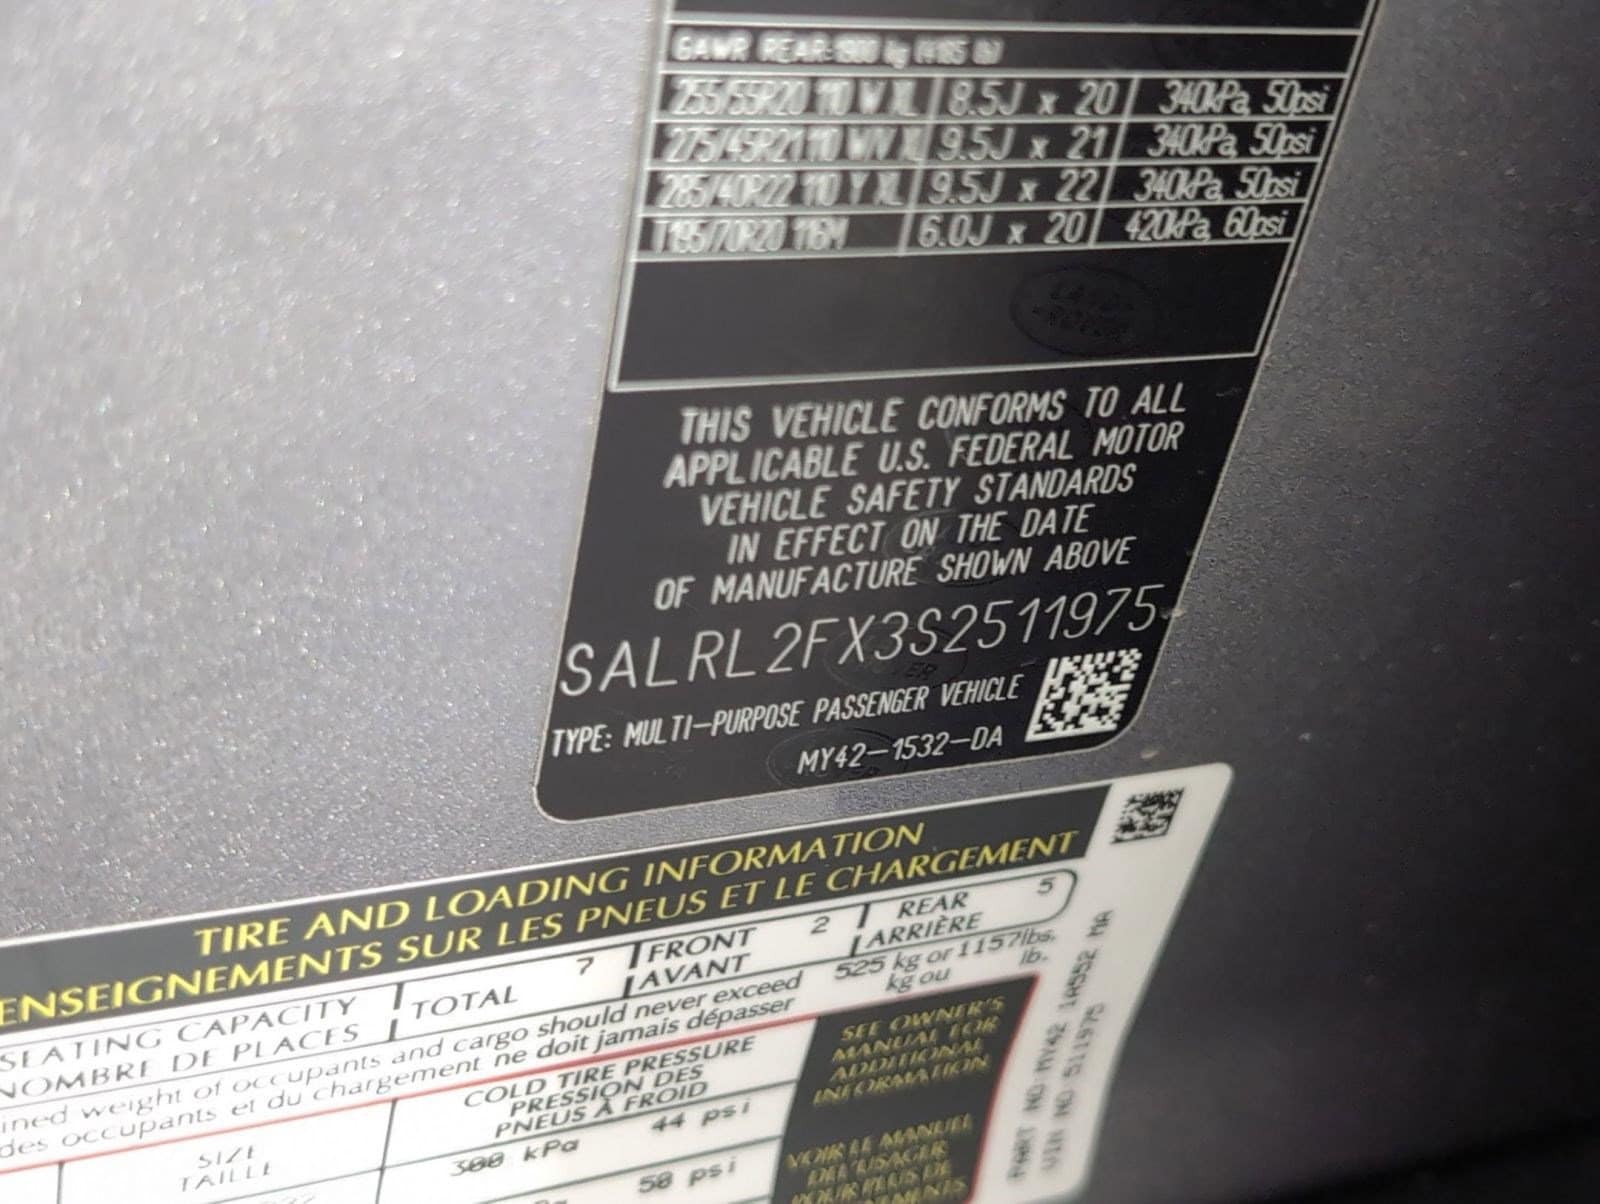 GAWR REAR:1900 kg (4185 lb)
255/55R20 110 W XL 8.5J x 20 340kPa, 50psi
275/45R21 110 W/V XL 9.5J x 21 340kPa, 50psi
285/40R22 110 Y XL 9.5J x 22 340kPa, 50psi
T195/70R20 116M 6.0J x 20 420kPa, 60psi
THIS VEHICLE CONFORMS TO ALL
APPLICABLE U.S. FEDERAL MOTOR
VEHICLE SAFETY STANDARDS
IN EFFECT ON THE DATE
OF MANUFACTURE SHOWN ABOVE
SALRL2FX3S2511975
TYPE: MULTI-PURPOSE PASSENGER VEHICLE
MY42-1532-DA
TIRE AND LOADING INFORMATION
ENSEIGNEMENTS SUR LES PNEUS ET LE CHARGEMENT
SEATING CAPACITY TOTAL 7 FRONT 2 REAR 5
NOMBRE DE PLACES AVANT ARRIÈRE
ined weight of occupants and cargo should never exceed 525 kg or 1157 lbs.
des occupants et du chargement ne doit jamais dépasser kg ou lb.
SIZE
TAILLE
COLD TIRE PRESSURE
PRESSION DES
PNEUS À FROID
300 kPa 44 psi
50 psi
SEE OWNER'S
MANUAL FOR
ADDITIONAL
INFORMATION
VOIR LE MANUEL
DE L'USAGER
POUR PLUS DE
PART NO MY42 1A552 MA
VIN NO 511975